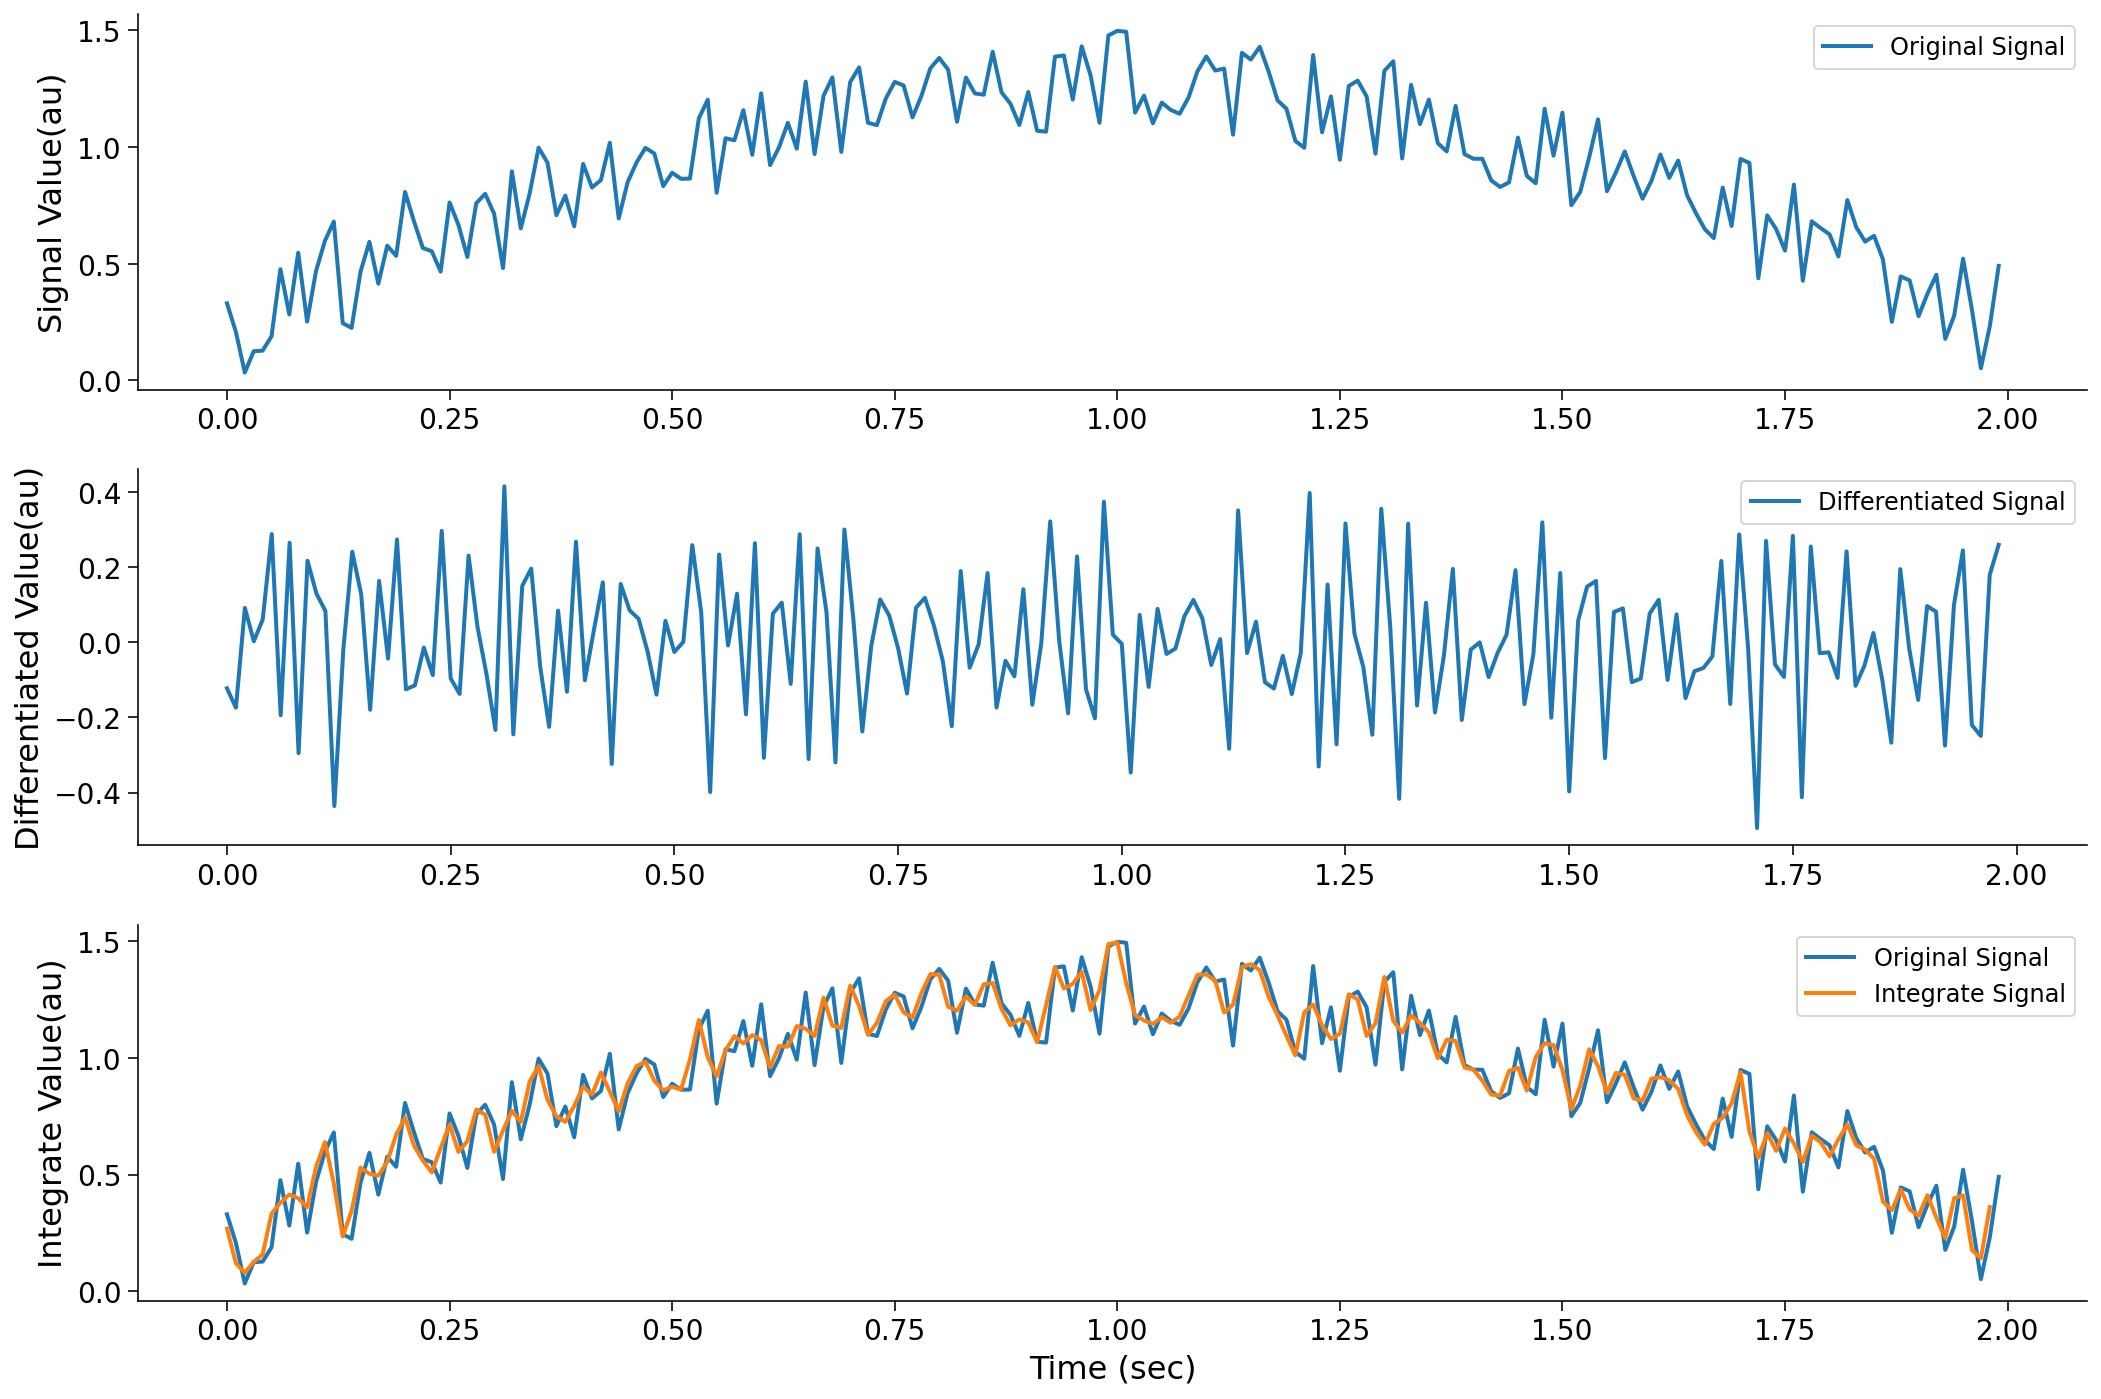 Signal Value(au)
1.5
1.0
0.5
0.0
Original Signal
0.00 0.25 0.50 0.75 1.00 1.25 1.50 1.75 2.00
Differentiated Value(au)
0.4
0.2
0.0
−0.2
−0.4
Differentiated Signal
0.00 0.25 0.50 0.75 1.00 1.25 1.50 1.75 2.00
Integrate Value(au)
1.5
1.0
0.5
0.0
Original Signal
Integrate Signal
0.00 0.25 0.50 0.75 1.00 1.25 1.50 1.75 2.00
Time (sec)